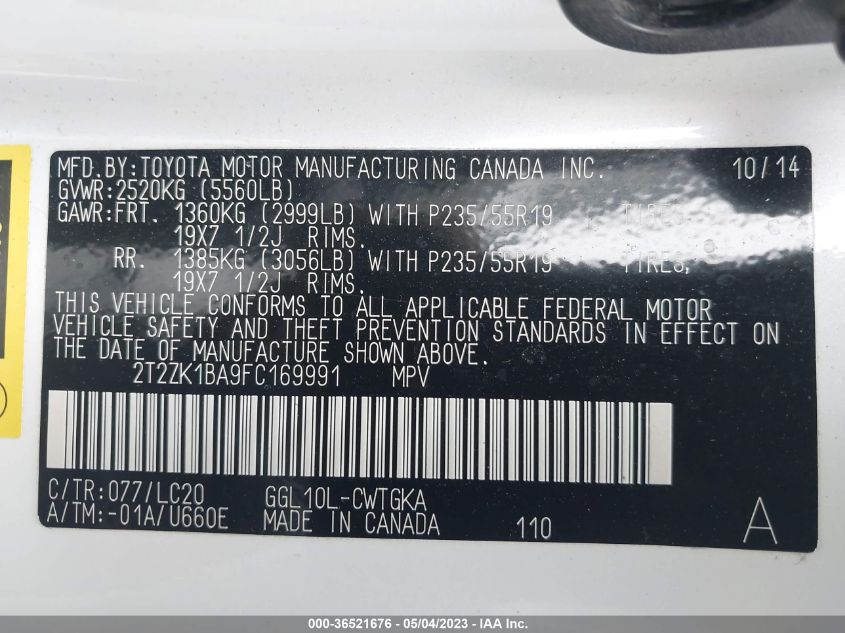 MFD.BY:TOYOTA MOTOR MANUFACTURING CANADA INC. 10/14
GVWR:2520KG (5560LB)
GAWR:FRT. 1360KG (2999LB) WITH P235/55R19 TIRES,
19X7 1/2J RIMS.
RR. 1385KG (3056LB) WITH P235/55R19 TIRES,
19X7 1/2J RIMS.
THIS VEHICLE CONFORMS TO ALL APPLICABLE FEDERAL MOTOR
VEHICLE SAFETY AND THEFT PREVENTION STANDARDS IN EFFECT ON
THE DATE OF MANUFACTURE SHOWN ABOVE.
2T2ZK1BA9FC169991 MPV
C/TR:077/LC20 GGL10L-CWTGKA
A/TM:-01A/U660E MADE IN CANADA 110 A
000-36521676 - 05/04/2023 - IAA Inc.